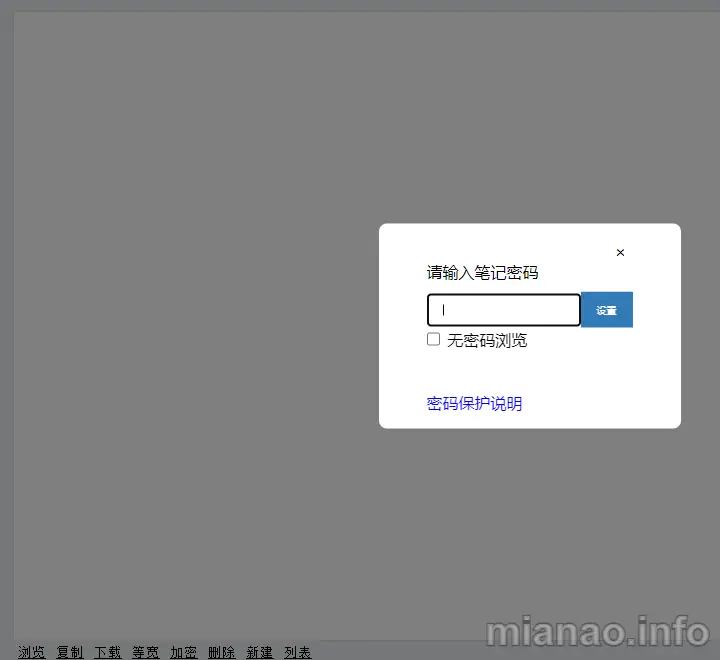 ×
请输入笔记密码
设置
无密码浏览
密码保护说明
mianao.info
浏览 复制 下载 等宽 加密 删除 新建 列表